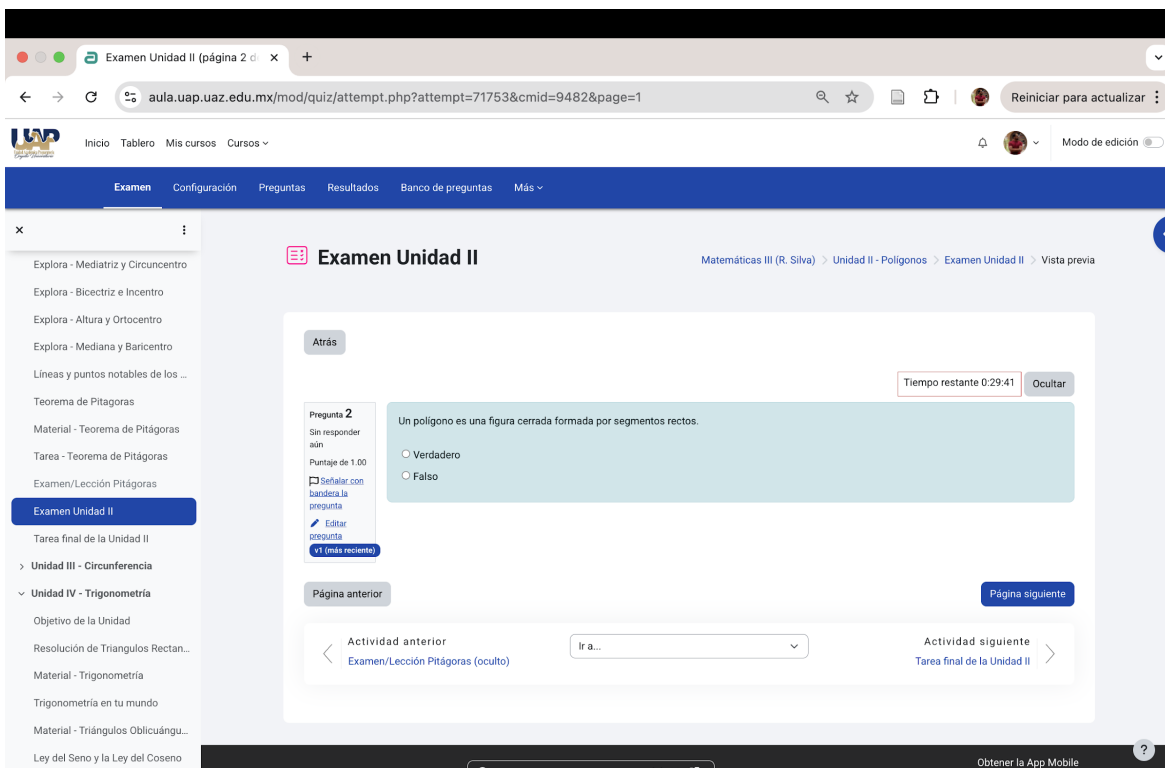 Examen Unidad II (página 2 d
aula.uap.uaz.edu.mx/mod/quiz/attempt.php?attempt=71753&cmid=9482&page=1
Reiniciar para actualizar
UAP
Inicio Tablero Mis cursos Cursos
Modo de edición
Examen Configuración Preguntas Resultados Banco de preguntas Más
Explora - Mediatriz y Circuncentro
Explora - Bicectriz e Incentro
Explora - Altura y Ortocentro
Explora - Mediana y Baricentro
Líneas y puntos notables de los ...
Teorema de Pitagoras
Material - Teorema de Pitágoras
Tarea - Teorema de Pitágoras
Examen/Lección Pitágoras
Examen Unidad II
Tarea final de la Unidad II
Unidad III - Circunferencia
Unidad IV - Trigonometría
Objetivo de la Unidad
Resolución de Triangulos Rectan...
Material - Trigonometría
Trigonometría en tu mundo
Material - Triángulos Oblicuángu...
Ley del Seno y la Ley del Coseno
Examen Unidad II
Matemáticas III (R. Silva) > Unidad II - Polígonos > Examen Unidad II > Vista previa
Atrás
Tiempo restante 0:29:41 Ocultar
Pregunta 2
Sin responder
aún
Puntaje de 1.00
Señalar con
bandera la
pregunta
Editar
pregunta
v1 (más reciente)
Un polígono es una figura cerrada formada por segmentos rectos.
Verdadero
Falso
Página anterior
Página siguiente
Actividad anterior
Examen/Lección Pitágoras (oculto)
Ir a...
Actividad siguiente
Tarea final de la Unidad II
?
Obtener la App Mobile